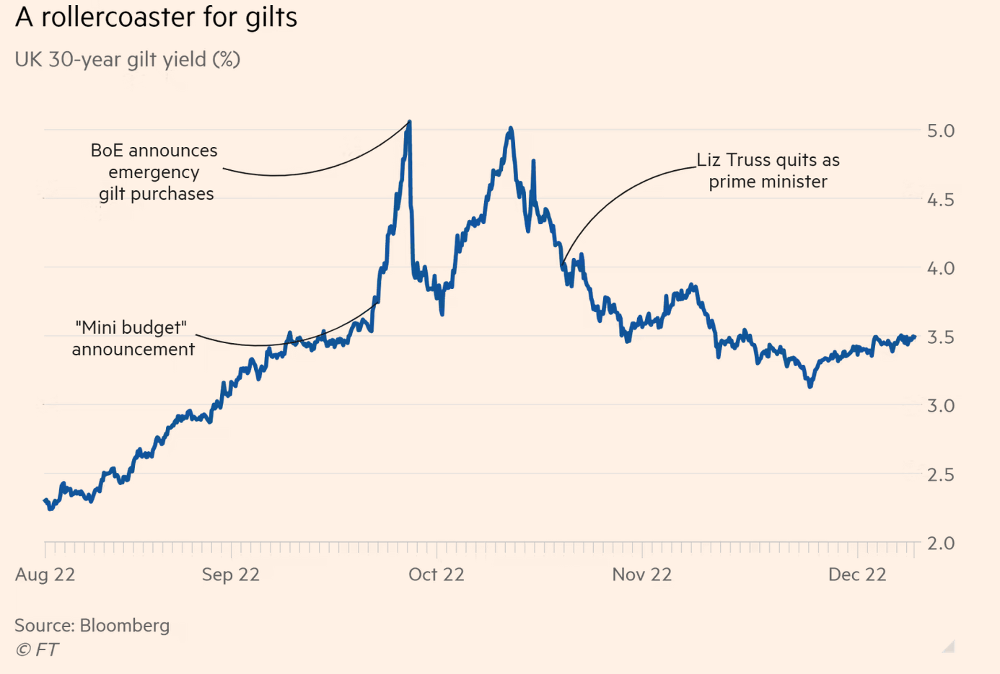 A rollercoaster for gilts
UK 30-year gilt yield (%)
BoE announces
emergency
gilt purchases
Liz Truss quits as
prime minister
"Mini budget"
announcement
5.0
4.5
4.0
3.5
3.0
2.5
2.0
Aug 22 Sep 22 Oct 22 Nov 22 Dec 22
Source: Bloomberg
© FT